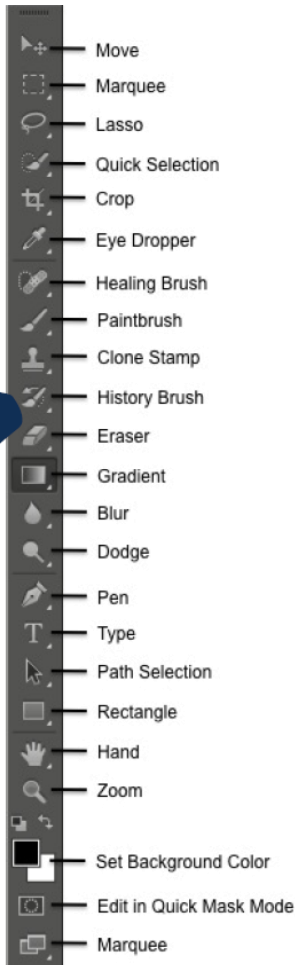 Move
Marquee
Lasso
Quick Selection
Crop
Eye Dropper
Healing Brush
Paintbrush
Clone Stamp
History Brush
Eraser
Gradient
Blur
Dodge
Pen
T Type
Path Selection
Rectangle
Hand
Zoom
Set Background Color
Edit in Quick Mask Mode
Marquee